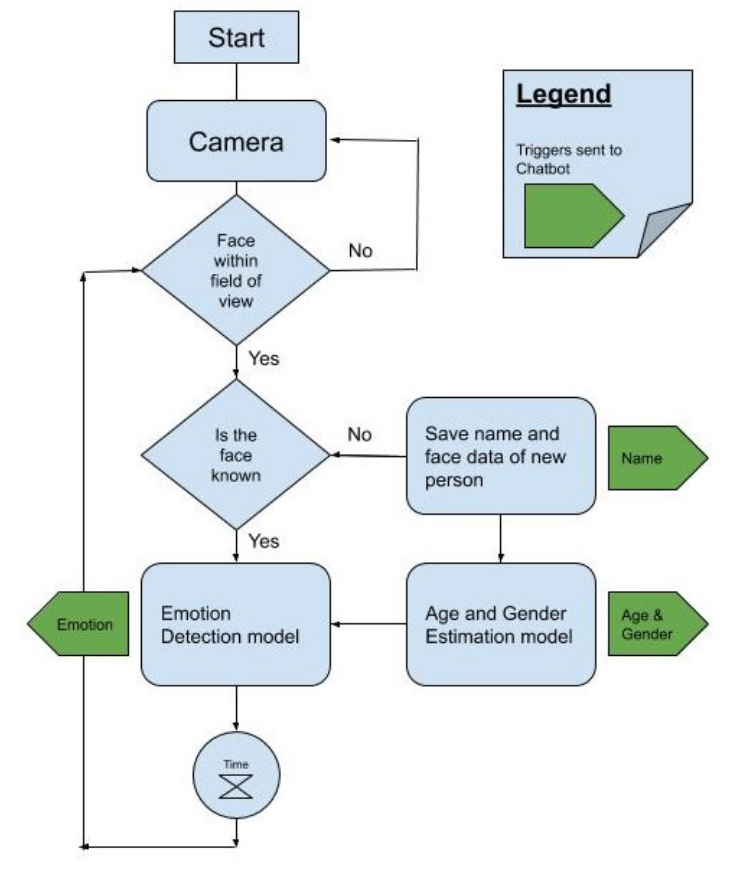 Start
Legend
Triggers sent to
Chatbot
Camera
Face
within
field of
view
No
Yes
Is the
face
known
No
Save name and
face data of new
person
Name
Yes
Emotion
Emotion
Detection model
Age and Gender
Estimation model
Age &
Gender
Time